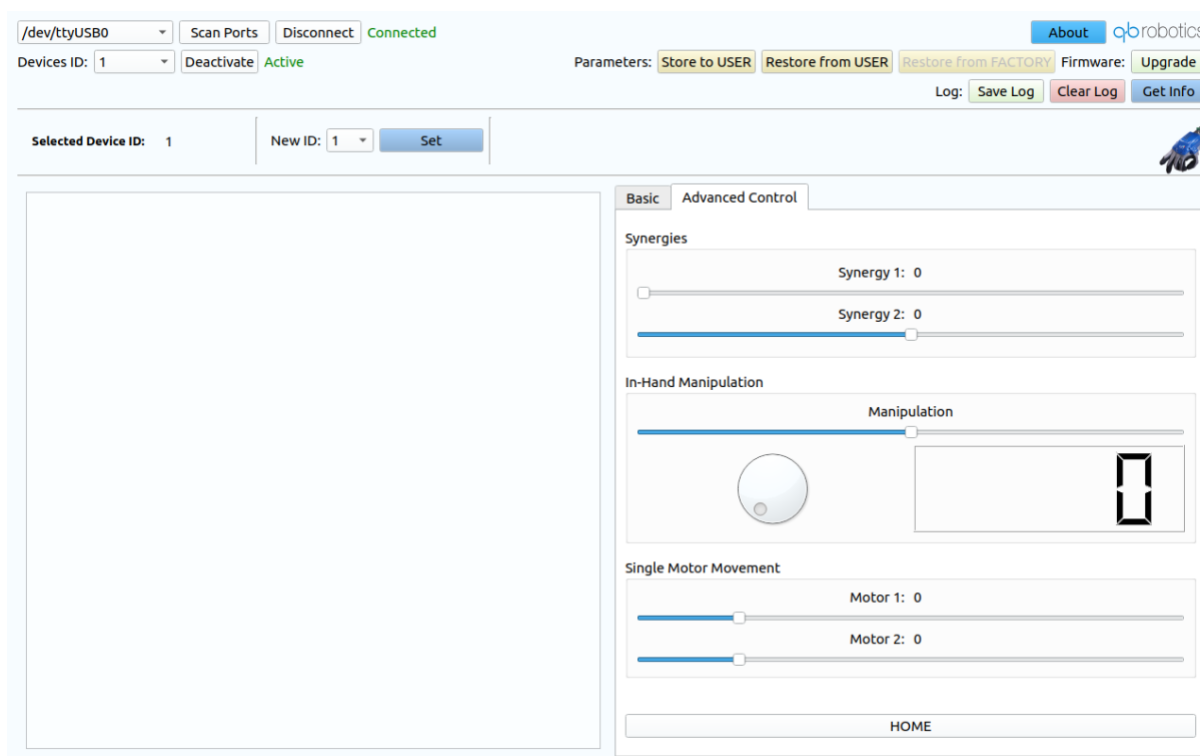 /dev/ttyUSB0 Scan Ports Disconnect Connected About qbrobotics
Devices ID: 1 Deactivate Active Parameters: Store to USER Restore from USER Restore from FACTORY Firmware: Upgrade
Log: Save Log Clear Log Get Info
Selected Device ID: 1 New ID: 1 Set
Basic Advanced Control
Synergies
Synergy 1: 0
Synergy 2: 0
In-Hand Manipulation
Manipulation
0
Single Motor Movement
Motor 1: 0
Motor 2: 0
HOME